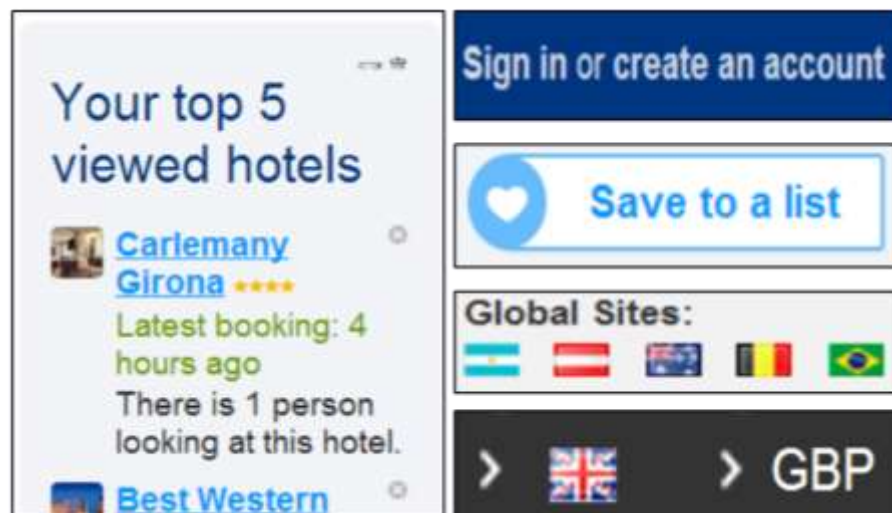 Your top 5
viewed hotels
Carlemany
Girona
Latest booking: 4
hours ago
There is 1 person
looking at this hotel.
Best Western
Sign in or create an account
Save to a list
Global Sites:
GBP